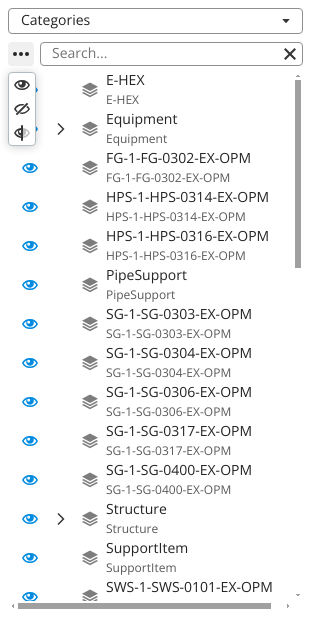 Categories
Search...
E-HEX
E-HEX
Equipment
Equipment
FG-1-FG-0302-EX-OPM
FG-1-FG-0302-EX-OPM
HPS-1-HPS-0314-EX-OPM
HPS-1-HPS-0314-EX-OPM
HPS-1-HPS-0316-EX-OPM
HPS-1-HPS-0316-EX-OPM
PipeSupport
PipeSupport
SG-1-SG-0303-EX-OPM
SG-1-SG-0303-EX-OPM
SG-1-SG-0304-EX-OPM
SG-1-SG-0304-EX-OPM
SG-1-SG-0306-EX-OPM
SG-1-SG-0306-EX-OPM
SG-1-SG-0317-EX-OPM
SG-1-SG-0317-EX-OPM
SG-1-SG-0400-EX-OPM
SG-1-SG-0400-EX-OPM
Structure
Structure
SupportItem
SupportItem
SWS-1-SWS-0101-EX-OPM